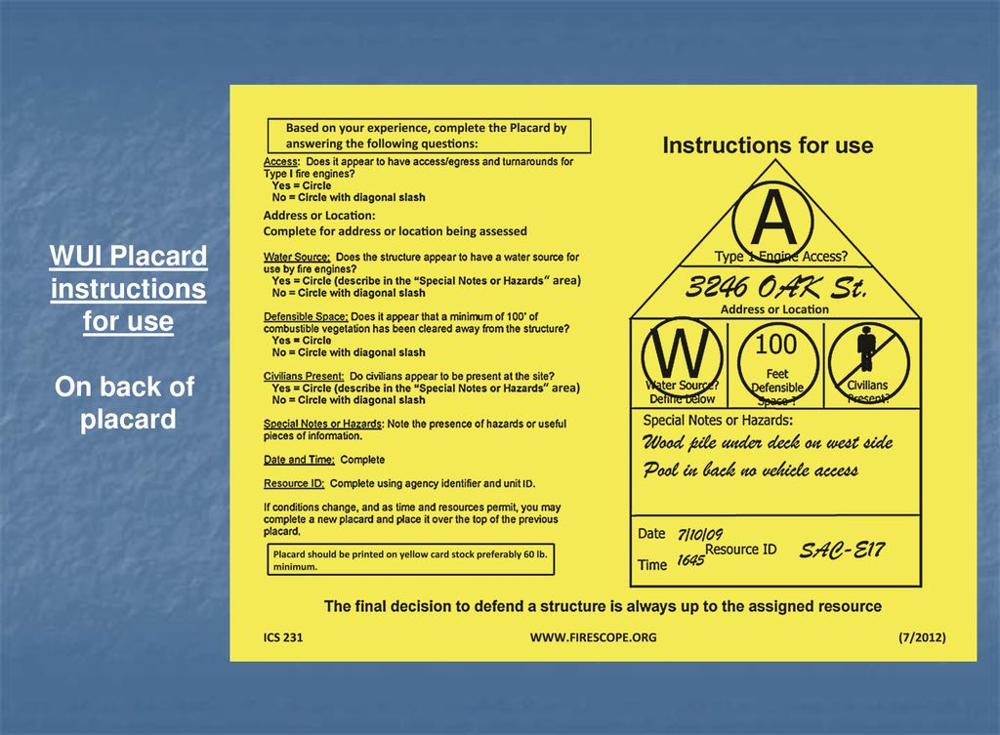 WUI Placard
instructions
for use
On back of
placard
Based on your experience, complete the Placard by
answering the following questions:
Access: Does it appear to have access/egress and turnarounds for
Type I fire engines?
Yes = Circle
No = Circle with diagonal slash
Address or Location:
Complete for address or location being assessed
Water Source: Does the structure appear to have a water source for
use by fire engines?
Yes = Circle (describe in the “Special Notes or Hazards“ area)
No = Circle with diagonal slash
Defensible Space: Does it appear that a minimum of 100' of
combustible vegetation has been cleared away from the structure?
Yes = Circle
No = Circle with diagonal slash
Civilians Present: Do civilians appear to be present at the site?
Yes = Circle (describe in the “Special Notes or Hazards“ area)
No = Circle with diagonal slash
Special Notes or Hazards: Note the presence of hazards or useful
pieces of information.
Date and Time: Complete
Resource ID: Complete using agency identifier and unit ID.
If conditions change, and as time and resources permit, you may
complete a new placard and place it over the top of the previous
placard.
Placard should be printed on yellow card stock preferably 60 lb.
minimum.
Instructions for use
A
Type 1 Engine Access?
3246 OAK St.
Address or Location
W
Water Source?
Define below
100
Feet
Defensible
Space ?
Civilians
Present?
Special Notes or Hazards:
Wood pile under deck on west side
Pool in back no vehicle access
Date 7/10/09
Resource ID SAC-E17
Time 1645
The final decision to defend a structure is always up to the assigned resource
ICS 231 WWW.FIRESCOPE.ORG (7/2012)